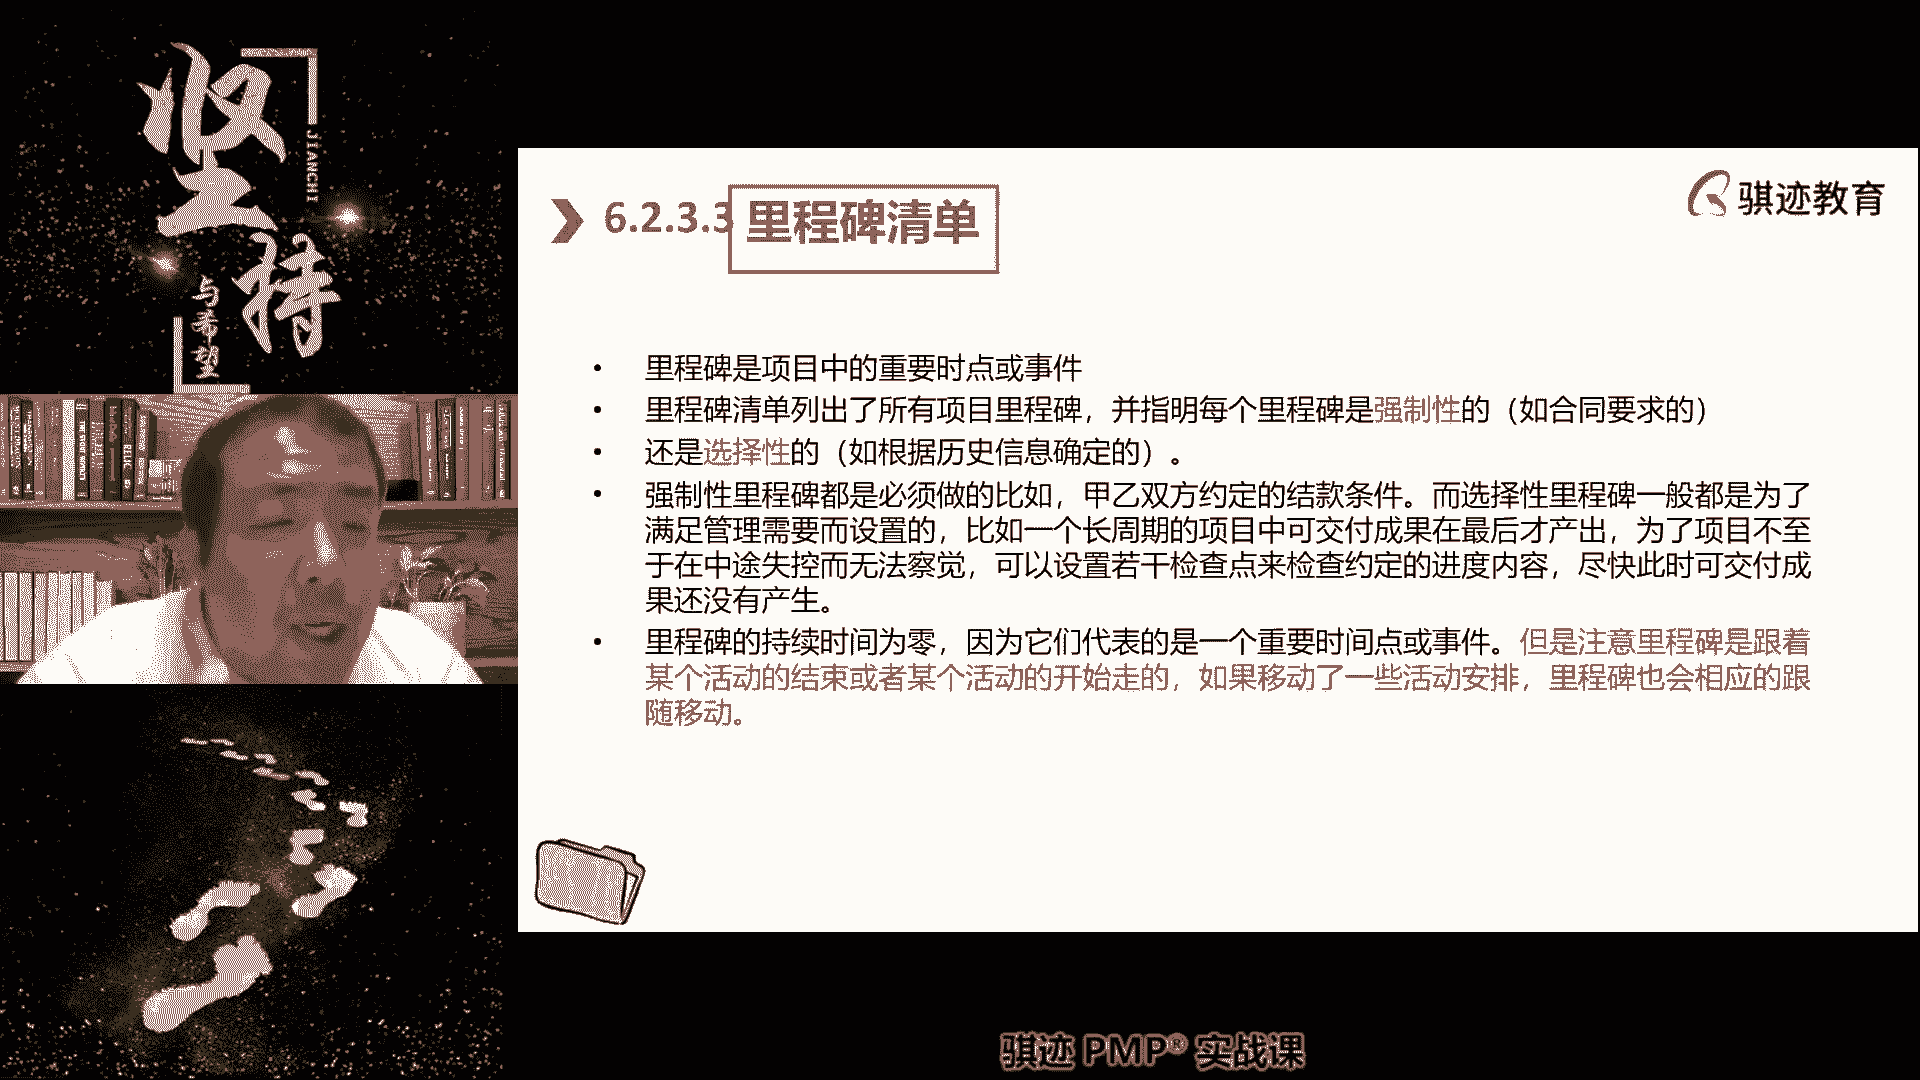 坚持
JIANCHI
与希望
6.2.3.3 里程碑清单
骐迹教育
• 里程碑是项目中的重要时点或事件
• 里程碑清单列出了所有项目里程碑，并指明每个里程碑是强制性的（如合同要求的）
• 还是选择性的（如根据历史信息确定的）。
• 强制性里程碑都是必须做的比如，甲乙双方约定的结款条件。而选择性里程碑一般都是为了
满足管理需要而设置的，比如一个长周期的项目中可交付成果在最后才产出，为了项目不至
于在中途失控而无法察觉，可以设置若干检查点来检查约定的进度内容，尽快此时可交付成
果还没有产生。
• 里程碑的持续时间为零，因为它们代表的是一个重要时间点或事件。但是注意里程碑是跟着
某个活动的结束或者某个活动的开始走的，如果移动了一些活动安排，里程碑也会相应的跟
随移动。
骐迹 PMP® 实战课